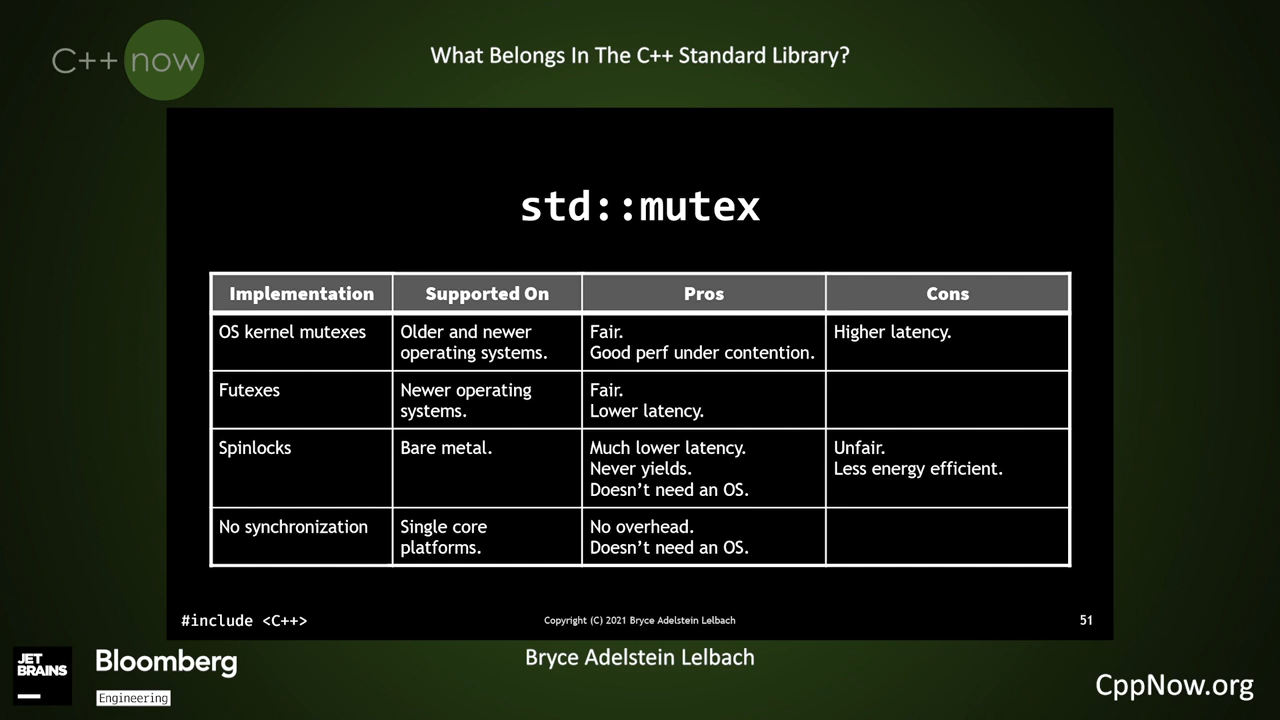 C++ now
What Belongs In The C++ Standard Library?
std::mutex
Implementation
Supported On
Pros
Cons
OS kernel mutexes
Older and newer
operating systems.
Fair.
Good perf under contention.
Higher latency.
Futexes
Newer operating
systems.
Fair.
Lower latency.
Spinlocks
Bare metal.
Much lower latency.
Never yields.
Doesn’t need an OS.
Unfair.
Less energy efficient.
No synchronization
Single core
platforms.
No overhead.
Doesn’t need an OS.
#include <C++>
Copyright (C) 2021 Bryce Adelstein Lelbach
51
JET
BRAINS
Bloomberg
Engineering
Bryce Adelstein Lelbach
CppNow.org